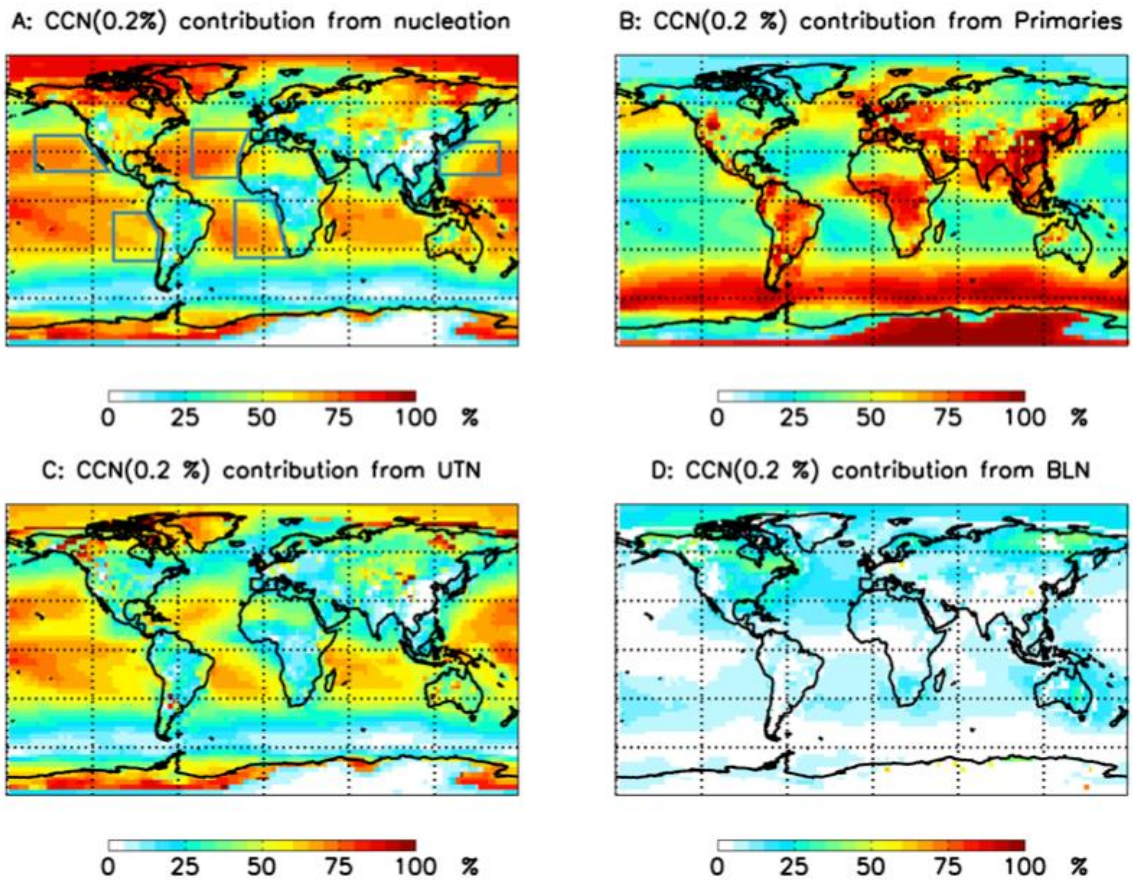 A: CCN(0.2%) contribution from nucleation
B: CCN(0.2 %) contribution from Primaries
0 25 50 75 100 %
0 25 50 75 100 %
C: CCN(0.2 %) contribution from UTN
D: CCN(0.2 %) contribution from BLN
0 25 50 75 100 %
0 25 50 75 100 %